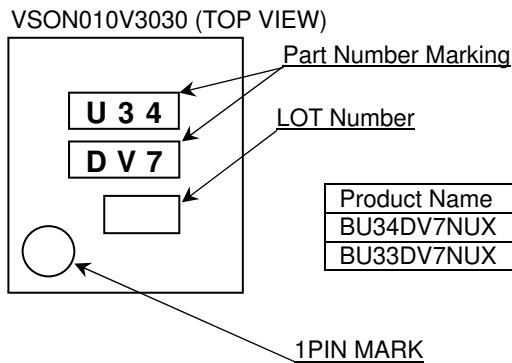 VSON010V3030 (TOP VIEW)
Part Number Marking
U 3 4
LOT Number
D V 7
Product Name
BU34DV7NUX
BU33DV7NUX
1PIN MARK